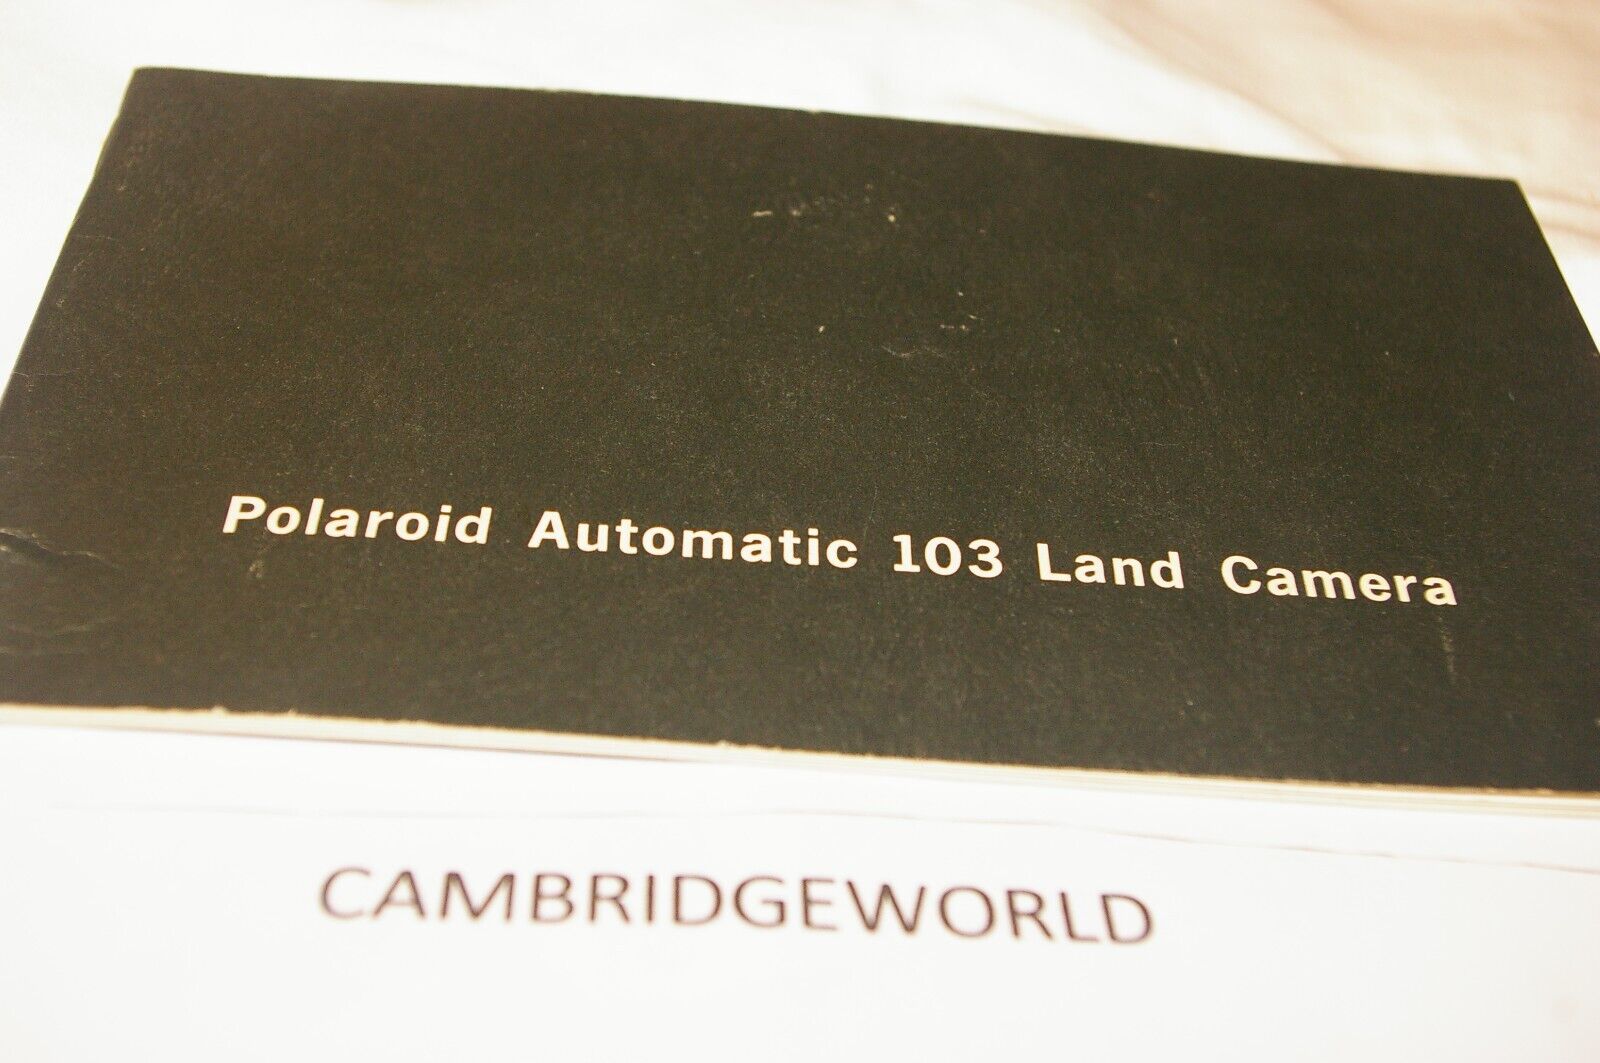 Polaroid Automatic 103 Land Camera
CAMBRIDGEWORLD